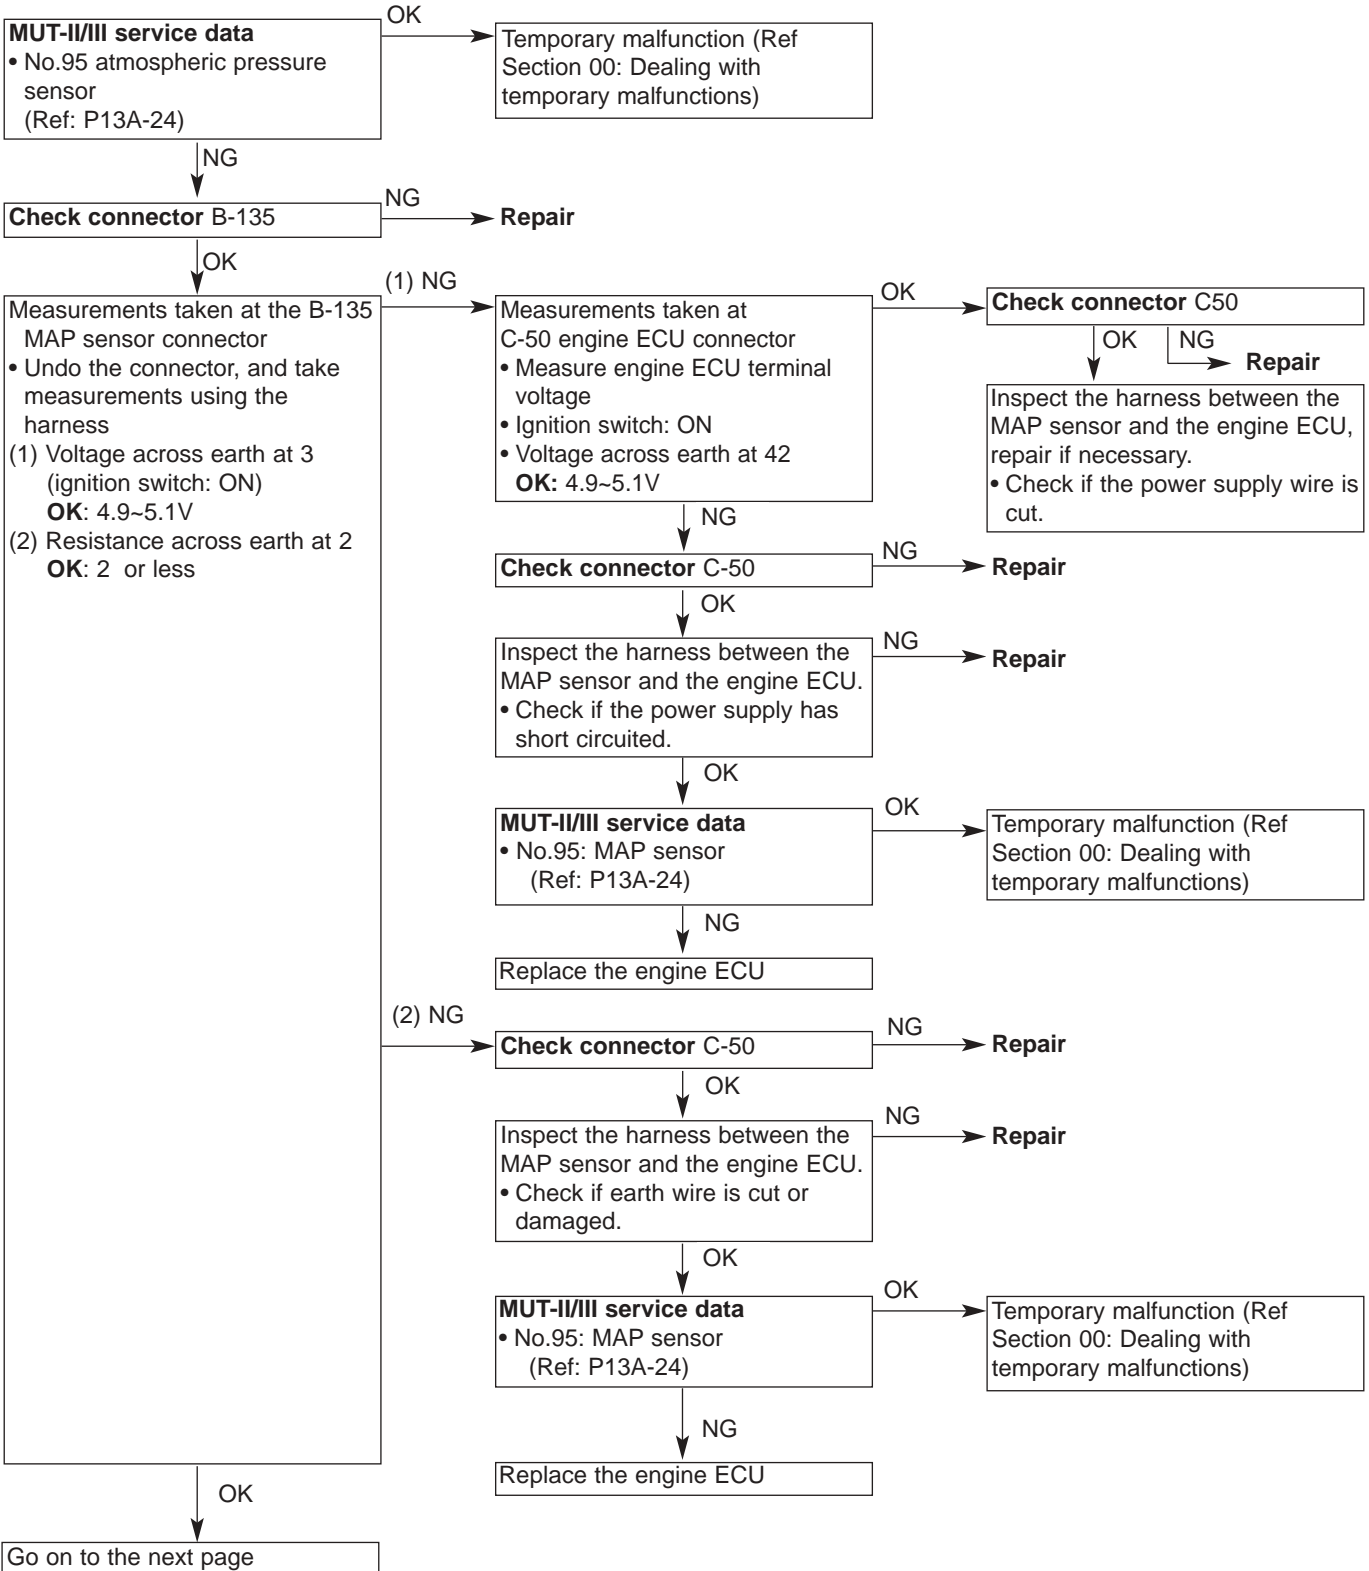 OK
MUT-II/III service data
• No.95 atmospheric pressure
sensor
(Ref: P13A-24)
Temporary malfunction (Ref
Section 00: Dealing with
temporary malfunctions)
NG
Check connector B-135
NG
Repair
OK
Measurements taken at the B-135
MAP sensor connector
• Undo the connector, and take
measurements using the
harness
(1) Voltage across earth at 3
(ignition switch: ON)
OK: 4.9~5.1V
(2) Resistance across earth at 2
OK: 2 or less
(1) NG
Measurements taken at
C-50 engine ECU connector
• Measure engine ECU terminal
voltage
• Ignition switch: ON
• Voltage across earth at 42
OK: 4.9~5.1V
OK
Check connector C50
OK
NG
Repair
Inspect the harness between the
MAP sensor and the engine ECU,
repair if necessary.
• Check if the power supply wire is
cut.
NG
Check connector C-50
NG
Repair
OK
Inspect the harness between the
MAP sensor and the engine ECU.
• Check if the power supply has
short circuited.
NG
Repair
OK
MUT-II/III service data
• No.95: MAP sensor
(Ref: P13A-24)
OK
Temporary malfunction (Ref
Section 00: Dealing with
temporary malfunctions)
NG
Replace the engine ECU
(2) NG
Check connector C-50
NG
Repair
OK
Inspect the harness between the
MAP sensor and the engine ECU.
• Check if earth wire is cut or
damaged.
NG
Repair
OK
MUT-II/III service data
• No.95: MAP sensor
(Ref: P13A-24)
OK
Temporary malfunction (Ref
Section 00: Dealing with
temporary malfunctions)
NG
Replace the engine ECU
OK
Go on to the next page